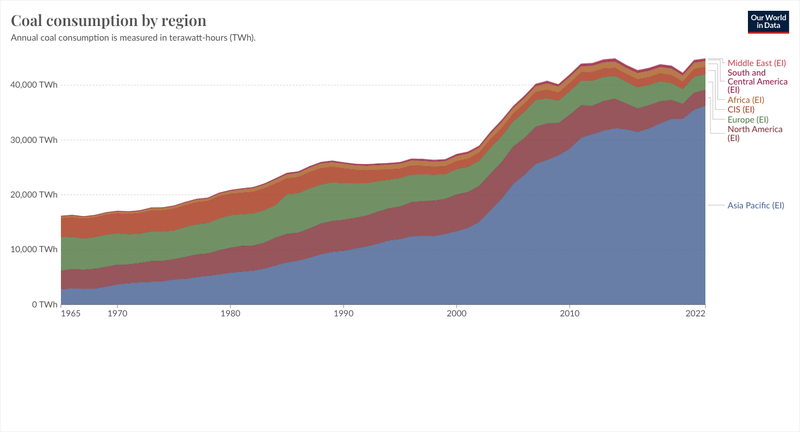 Coal consumption by region
Annual coal consumption is measured in terawatt-hours (TWh).
Our World
in Data
40,000 TWh
30,000 TWh
20,000 TWh
10,000 TWh
0 TWh
1965
1970
1980
1990
2000
2010
2022
Middle East (EI)
South and
Central America
(EI)
Africa (EI)
CIS (EI)
Europe (EI)
North America
(EI)
Asia Pacific (EI)